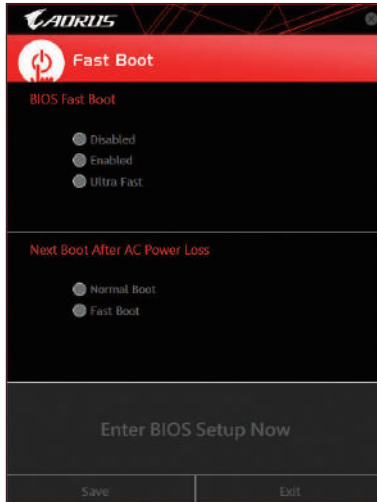 AORUS
Fast Boot
BIOS Fast Boot
Disabled
Enabled
Ultra Fast
Next Boot After AC Power Loss
Normal Boot
Fast Boot
Enter BIOS Setup Now
Save Exit